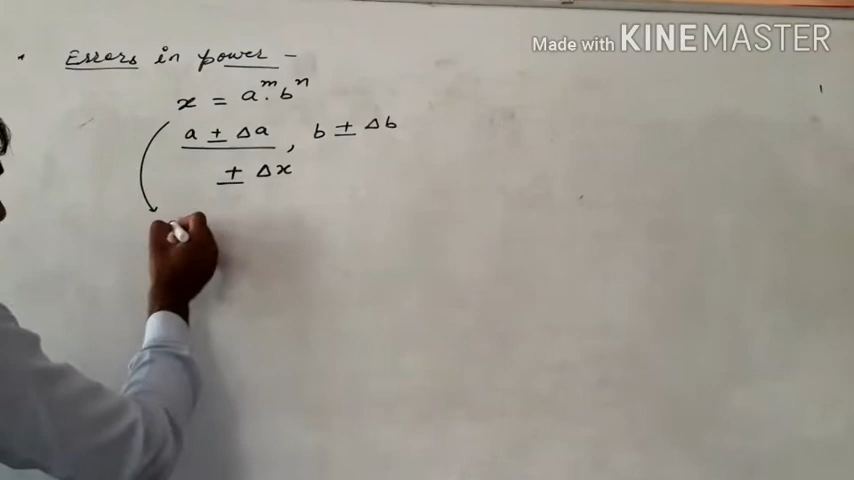 Made with KINEMASTER
Errors in power -
x = a^m. b^n
a ± Δa, b ± Δb
± Δx